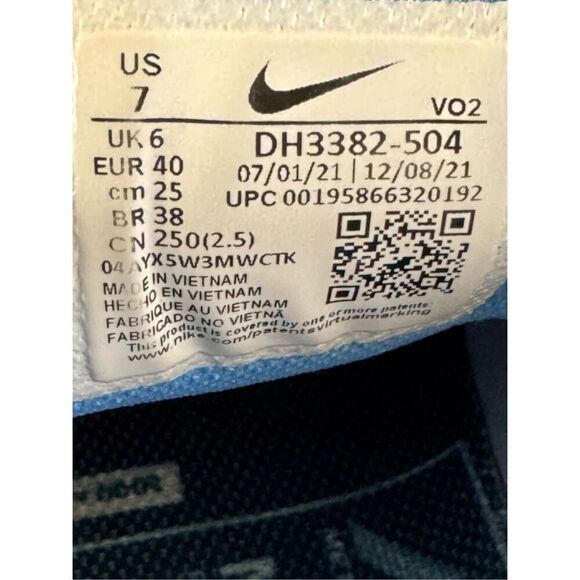 US
7
VO2
UK 6
DH3382-504
EUR 40
07/01/21 | 12/08/21
cm 25
UPC 00195866320192
BR 38
CN 250(2.5)
04 AYX5W3MWCTK
MADE IN VIETNAM
HECHO EN VIETNAM
FABRIQUE AU VIETNAM
FABRICADO NO VIETNÃ
This product is covered by one of more patents:
www.nike.com/patentsvirtualmarking